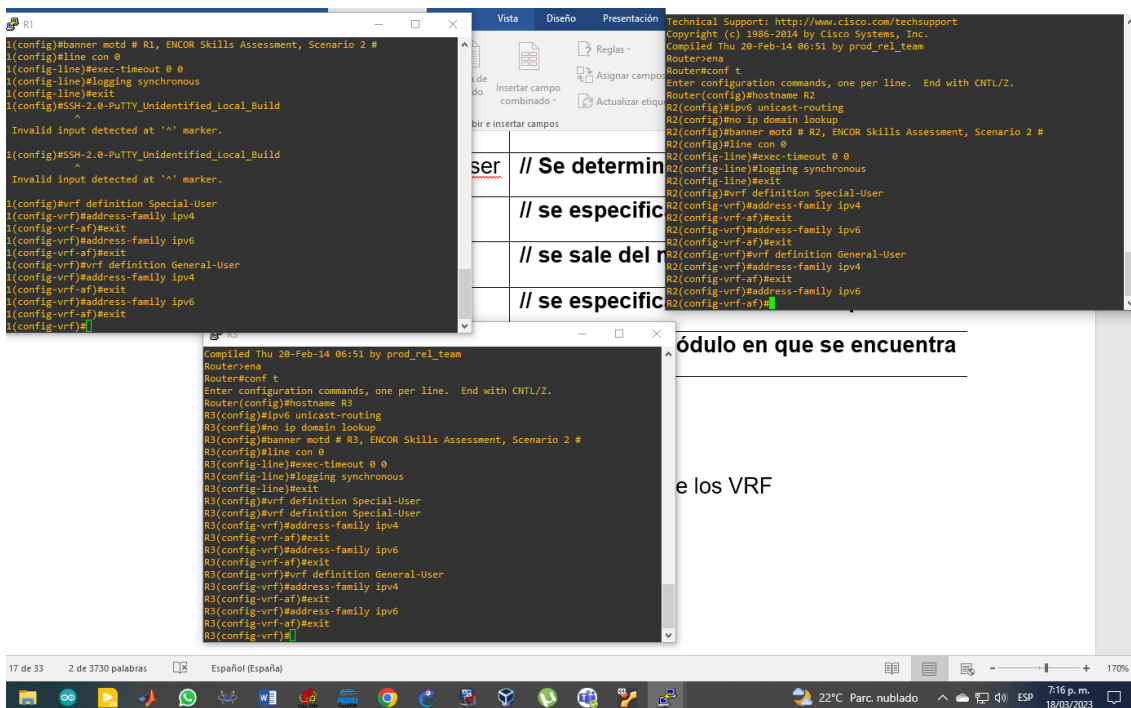 R1
1(config)#banner motd # R1, ENCOR Skills Assessment, Scenario 2 #
1(config)#line con 0
1(config-line)#exec-timeout 0 0
1(config-line)#logging synchronous
1(config-line)#exit
1(config)#SSH-2.0-PuTTY_Unidentified_Local_Build
^
Invalid input detected at '^' marker.
1(config)#SSH-2.0-PuTTY_Unidentified_Local_Build
^
Invalid input detected at '^' marker.
1(config)#vrf definition Special-User
1(config-vrf)#address-family ipv4
1(config-vrf-af)#exit
1(config-vrf)#address-family ipv6
1(config-vrf-af)#exit
1(config-vrf)#vrf definition General-User
1(config-vrf)#address-family ipv4
1(config-vrf-af)#exit
1(config-vrf)#address-family ipv6
1(config-vrf-af)#exit
1(config-vrf)#
Vista Diseño Presentación
de
do
Insertar campo
combinado
Reglas
Asignar campos
Actualizar etiqu
bir e insertar campos
ser // Se determin
// se especific
// se sale del
// se especific
ódulo en que se encuentra
e los VRF
Technical Support: http://www.cisco.com/techsupport
Copyright (c) 1986-2014 by Cisco Systems, Inc.
Compiled Thu 20-Feb-14 06:51 by prod_rel_team
Router>ena
Router#conf t
Enter configuration commands, one per line. End with CNTL/Z.
Router(config)#hostname R2
R2(config)#ipv6 unicast-routing
R2(config)#no ip domain lookup
R2(config)#banner motd # R2, ENCOR Skills Assessment, Scenario 2 #
R2(config)#line con 0
R2(config-line)#exec-timeout 0 0
R2(config-line)#logging synchronous
R2(config-line)#exit
R2(config)#vrf definition Special-User
R2(config-vrf)#address-family ipv4
R2(config-vrf-af)#exit
R2(config-vrf)#address-family ipv6
R2(config-vrf-af)#exit
R2(config-vrf)#vrf definition General-User
R2(config-vrf)#address-family ipv4
R2(config-vrf-af)#exit
R2(config-vrf)#address-family ipv6
R2(config-vrf-af)#
R3
Compiled Thu 20-Feb-14 06:51 by prod_rel_team
Router>ena
Router#conf t
Enter configuration commands, one per line. End with CNTL/Z.
Router(config)#hostname R3
R3(config)#ipv6 unicast-routing
R3(config)#no ip domain lookup
R3(config)#banner motd # R3, ENCOR Skills Assessment, Scenario 2 #
R3(config)#line con 0
R3(config-line)#exec-timeout 0 0
R3(config-line)#logging synchronous
R3(config-line)#exit
R3(config)#vrf definition Special-User
R3(config)#vrf definition Special-User
R3(config-vrf)#address-family ipv4
R3(config-vrf-af)#exit
R3(config-vrf)#address-family ipv6
R3(config-vrf-af)#exit
R3(config-vrf)#vrf definition General-User
R3(config-vrf)#address-family ipv4
R3(config-vrf-af)#exit
R3(config-vrf)#address-family ipv6
R3(config-vrf-af)#exit
R3(config-vrf)#
17 de 33 2 de 3730 palabras Español (España) 170%
22°C Parc. nublado ESP 7:16 p. m.
18/03/2023